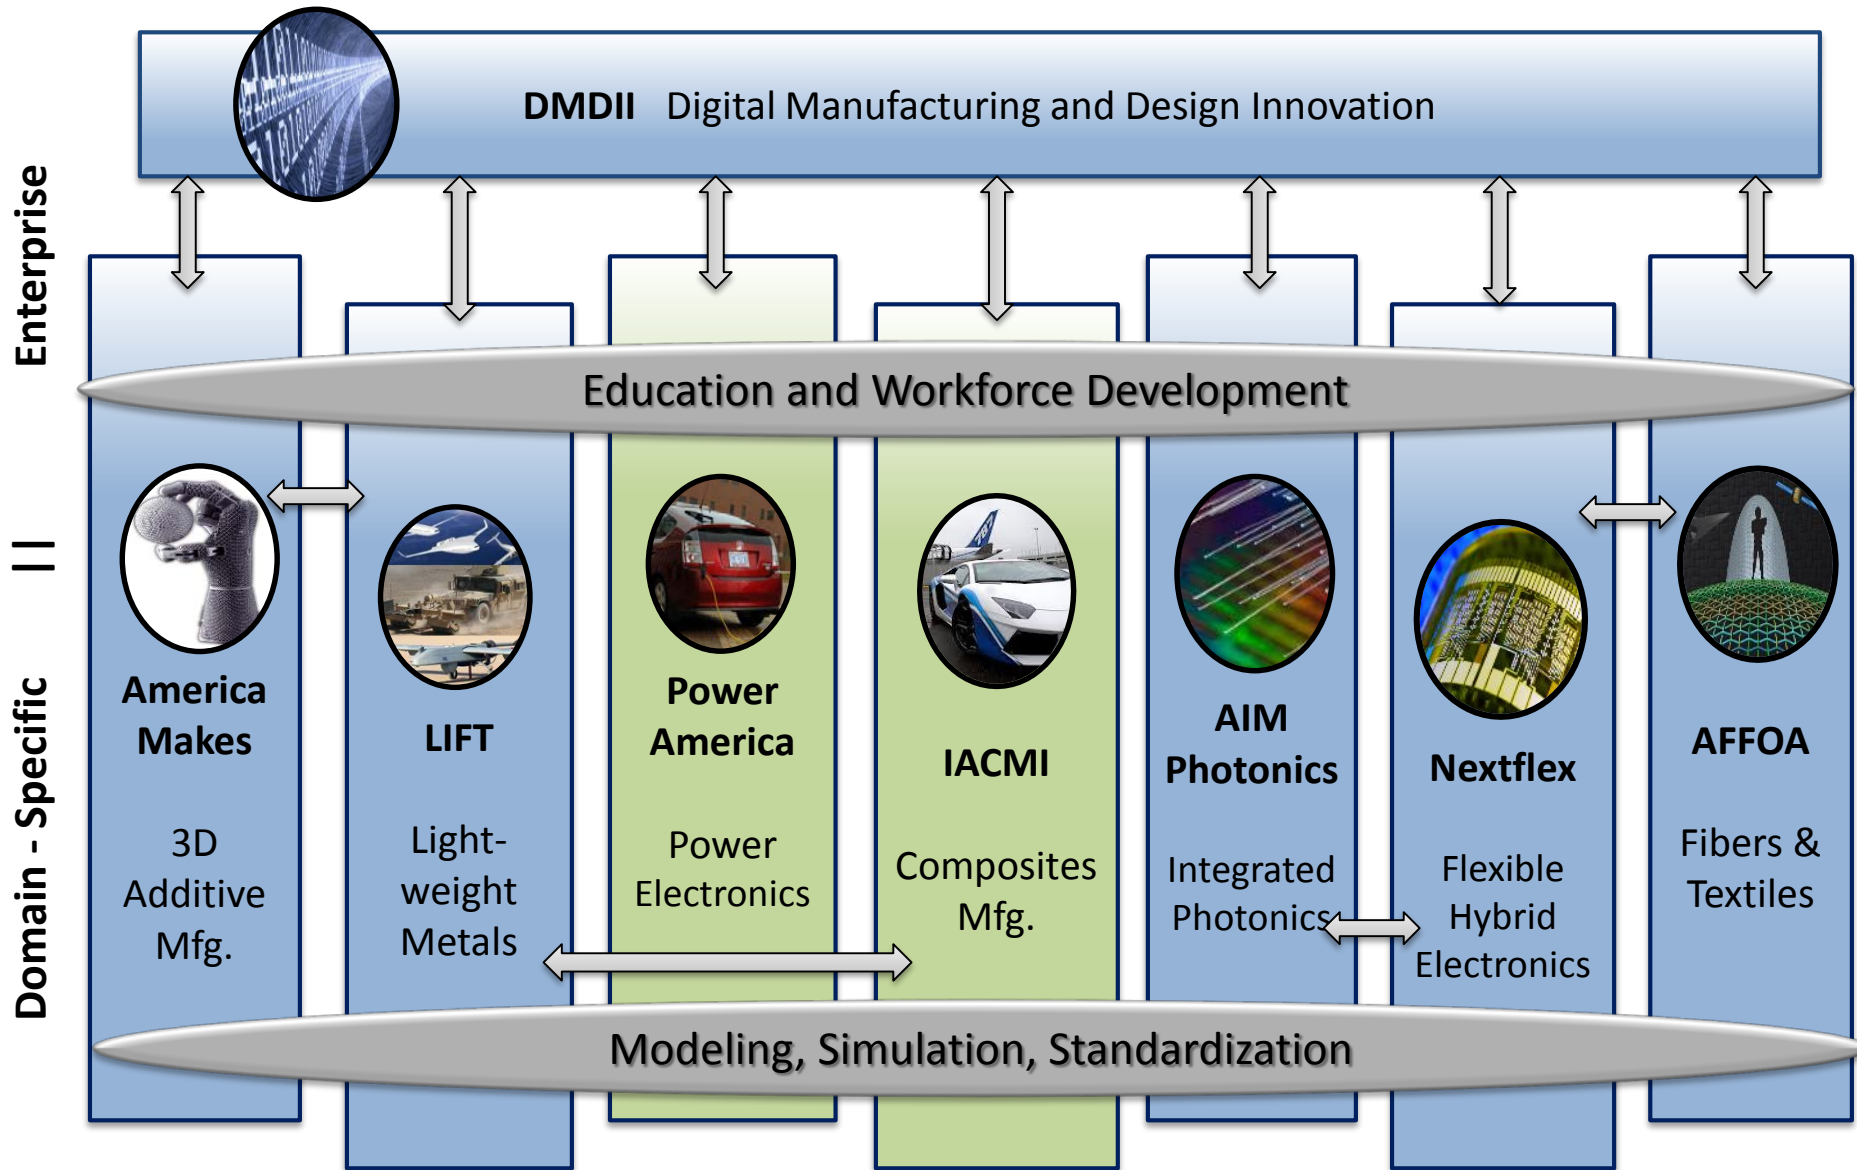 DMDII Digital Manufacturing and Design Innovation
Enterprise
||
Domain - Specific
Education and Workforce Development
America
Makes
3D
Additive
Mfg.
LIFT
Light-
weight
Metals
Power
America
Power
Electronics
IACMI
Composites
Mfg.
AIM
Photonics
Integrated
Photonics
Nextflex
Flexible
Hybrid
Electronics
AFFOA
Fibers &
Textiles
Modeling, Simulation, Standardization
787